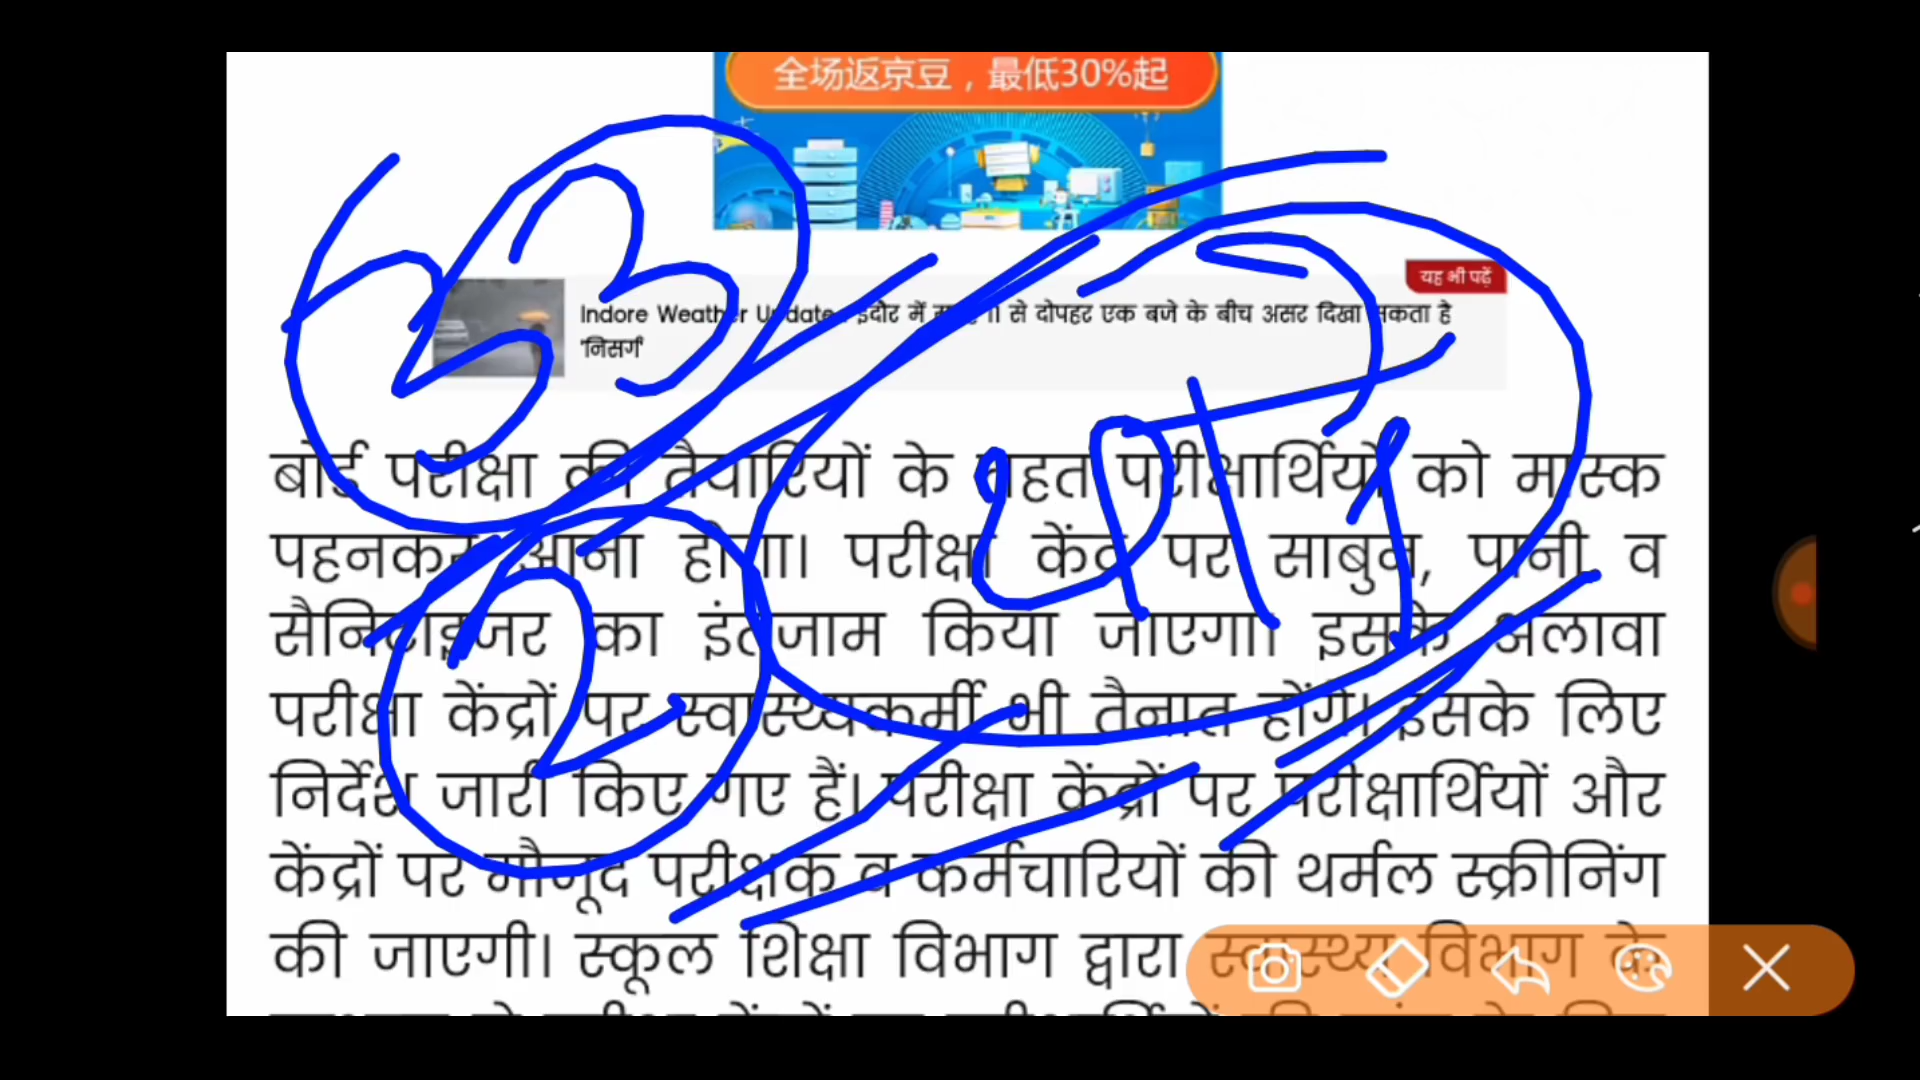 全场返京豆，最低30%起
यह भी पढ़ें
Indore Weather Update: इंदौर में 11 से दोपहर एक बजे के बीच असर दिखा सकता है
'निसर्ग'
बोर्ड परीक्षा की तैयारियों के तहत परीक्षार्थियों को मास्क
पहनकर आना होगा। परीक्षा केंद्र पर साबुन, पानी व
सैनिटाइजर का इंतजाम किया जाएगा। इसके अलावा
परीक्षा केंद्रों पर स्वास्थ्यकर्मी भी तैनात होंगे। इसके लिए
निर्देश जारी किए गए हैं। परीक्षा केंद्रों पर परीक्षार्थियों और
केंद्रों पर मौजूद परीक्षक व कर्मचारियों की थर्मल स्क्रीनिंग
की जाएगी। स्कूल शिक्षा विभाग द्वारा स्वास्थ्य विभाग के